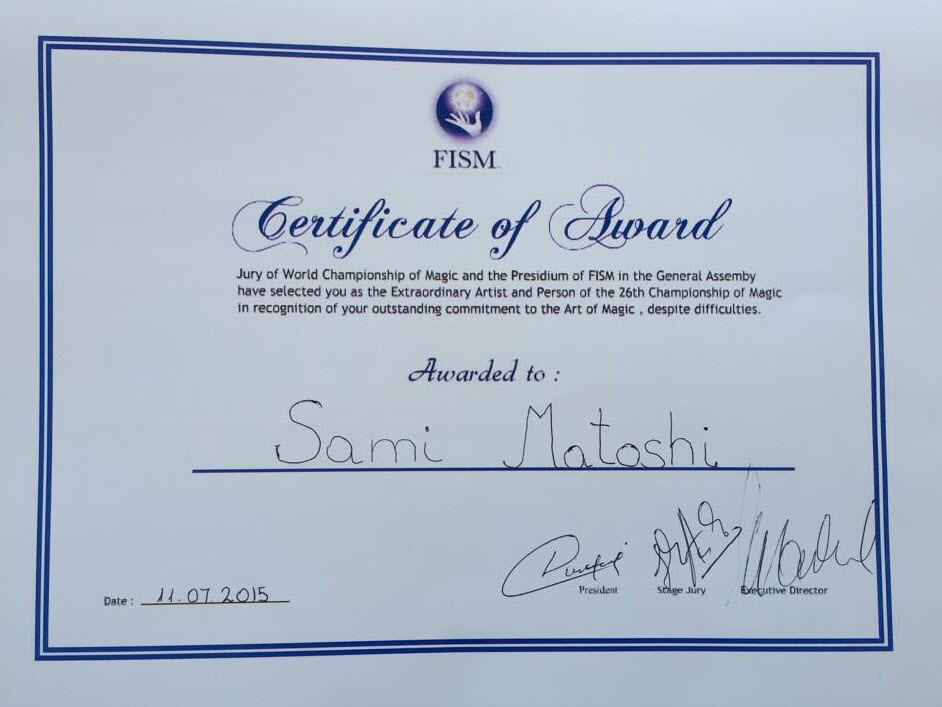 FISM
Certificate of Award
Jury of World Championship of Magic and the Presidium of FISM in the General Assemby
have selected you as the Extraordinary Artist and Person of the 26th Championship of Magic
in recognition of your outstanding commitment to the Art of Magic , despite difficulties.
Awarded to :
Sami Matoshi
President Stage Jury Executive Director
Date : 11.07.2015